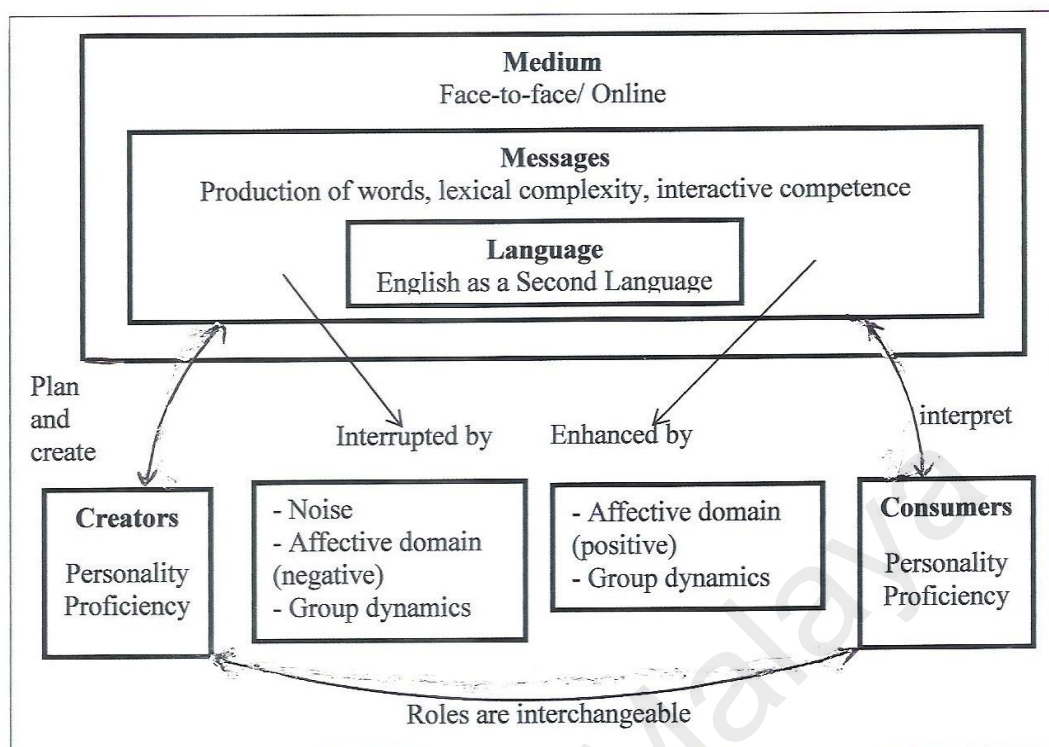 Medium
Face-to-face/ Online
Messages
Production of words, lexical complexity, interactive competence
Language
English as a Second Language
Plan
and
create
Interrupted by
Enhanced by
interpret
Creators
Personality
Proficiency
- Noise
- Affective domain
(negative)
- Group dynamics
- Affective domain
(positive)
- Group dynamics
Consumers
Personality
Proficiency
Roles are interchangeable
Malaya